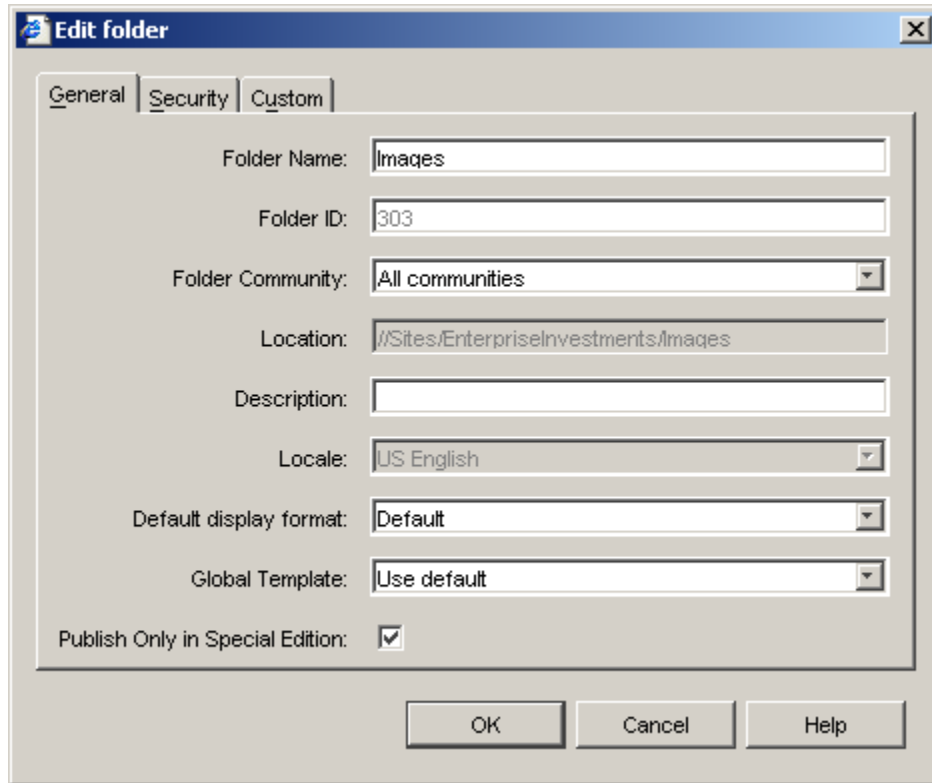 Edit folder
General Security Custom
Folder Name: Images
Folder ID: 303
Folder Community: All communities
Location: //Sites/EnterpriseInvestments/Images
Description:
Locale: US English
Default display format: Default
Global Template: Use default
Publish Only in Special Edition:
OK Cancel Help